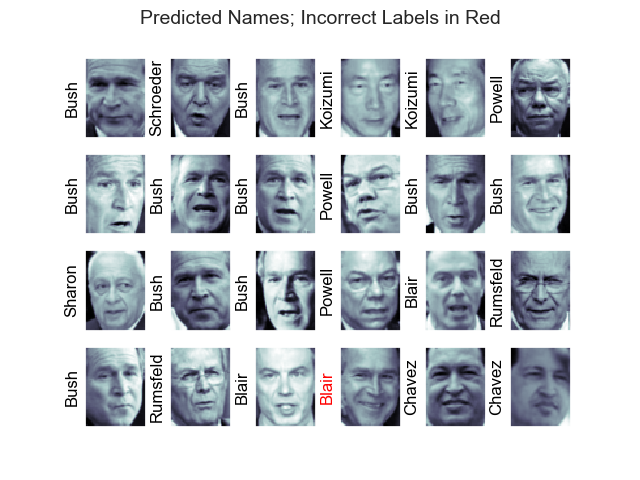 Predicted Names; Incorrect Labels in Red
Bush
Schroeder
Bush
Koizumi
Koizumi
Powell
Bush
Bush
Bush
Powell
Bush
Bush
Sharon
Bush
Bush
Powell
Blair
Rumsfeld
Bush
Rumsfeld
Blair
Blair
Chavez
Chavez